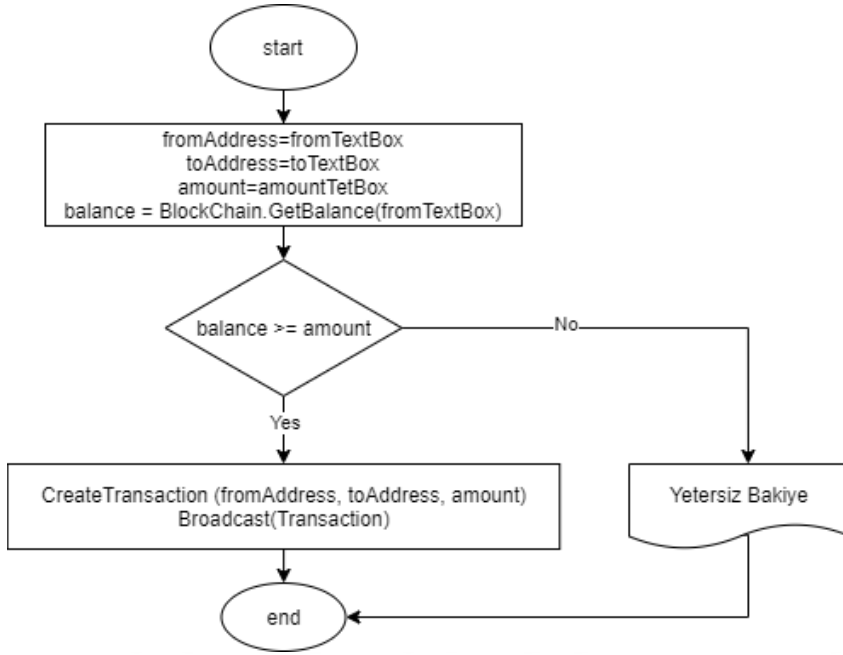 start
fromAddress=fromTextBox
toAddress=toTextBox
amount=amountTetBox
balance = BlockChain.GetBalance(fromTextBox)
balance >= amount
No
Yes
CreateTransaction (fromAddress, toAddress, amount)
Broadcast(Transaction)
Yetersiz Bakiye
end